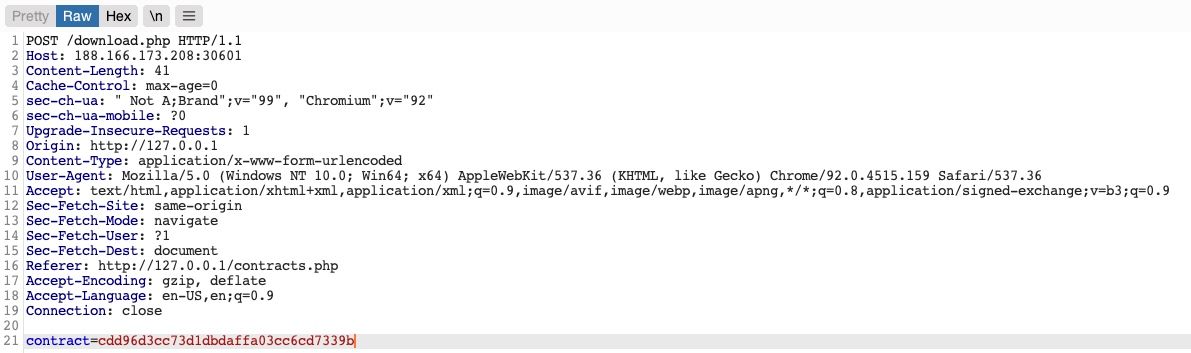 Pretty Raw Hex \n ≡
1 POST /download.php HTTP/1.1
2 Host: 188.166.173.208:30601
3 Content-Length: 41
4 Cache-Control: max-age=0
5 sec-ch-ua: " Not A;Brand";v="99", "Chromium";v="92"
6 sec-ch-ua-mobile: ?0
7 Upgrade-Insecure-Requests: 1
8 Origin: http://127.0.0.1
9 Content-Type: application/x-www-form-urlencoded
10 User-Agent: Mozilla/5.0 (Windows NT 10.0; Win64; x64) AppleWebKit/537.36 (KHTML, like Gecko) Chrome/92.0.4515.159 Safari/537.36
11 Accept: text/html,application/xhtml+xml,application/xml;q=0.9,image/avif,image/webp,image/apng,*/*;q=0.8,application/signed-exchange;v=b3;q=0.9
12 Sec-Fetch-Site: same-origin
13 Sec-Fetch-Mode: navigate
14 Sec-Fetch-User: ?1
15 Sec-Fetch-Dest: document
16 Referer: http://127.0.0.1/contracts.php
17 Accept-Encoding: gzip, deflate
18 Accept-Language: en-US,en;q=0.9
19 Connection: close
20
21 contract=cdd96d3cc73d1dbdaffa03cc6cd7339b